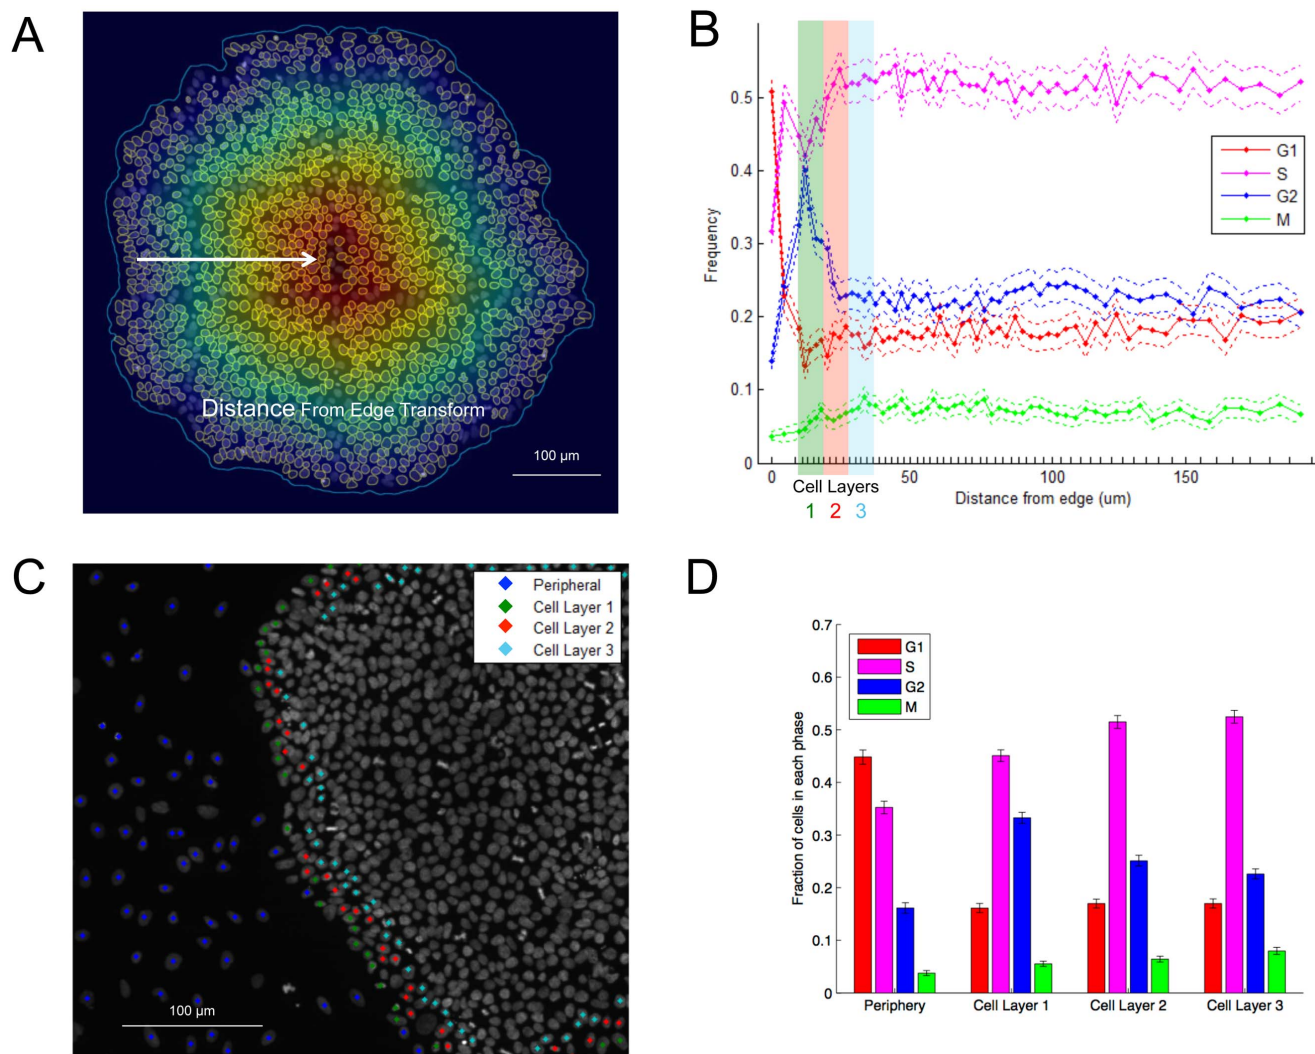 A
Distance From Edge Transform
100 µm
B
Frequency
0.5
0.4
0.3
0.2
0.1
0
G1
S
G2
M
0
50
100
150
Cell Layers
1 2 3
Distance from edge (um)
C
Peripheral
Cell Layer 1
Cell Layer 2
Cell Layer 3
100 µm
D
Fraction of cells in each phase
0.7
0.6
0.5
0.4
0.3
0.2
0.1
0
G1
S
G2
M
Periphery
Cell Layer 1
Cell Layer 2
Cell Layer 3